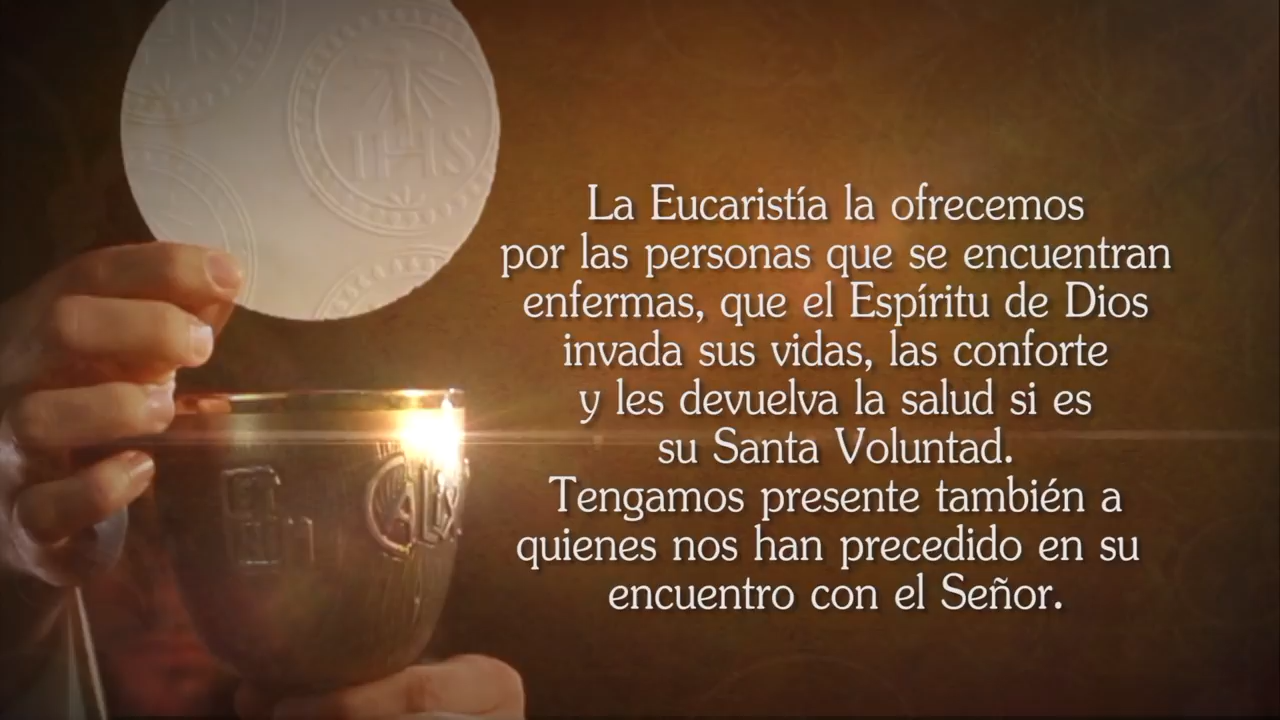 IHS
La Eucaristía la ofrecemos
por las personas que se encuentran
enfermas, que el Espíritu de Dios
invada sus vidas, las conforte
y les devuelva la salud si es
su Santa Voluntad.
Tengamos presente también a
quienes nos han precedido en su
encuentro con el Señor.